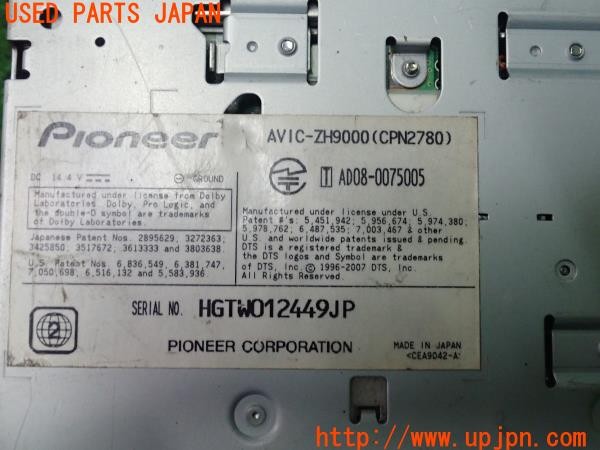 USED PARTS JAPAN
Pioneer
AVIC-ZH9000(CPN2780)
DC 14.4 V
GROUND
T AD08-0075005
Manufactured under license from Dolby
Laboratories. Dolby, Pro Logic, and
the double-D symbol are trademarks
of Dolby Laboratories.
Japanese Patent Nos. 2895629, 3272363,
3425850, 3517672, 3613333 and 3803638
U.S. Patent Nos. 6,836,549, 6,381,747,
7,050,698, 6,516,132 and 5,583,936.
Manufactured under license under U.S.
Patent #'s: 5,451,942; 5,956,674; 5,974,380;
5,978,762; 6,487,535; 7,003,467 & other
U.S. and worldwide patents issued & pending.
DTS is a registered trademark &
the DTS logos and Symbol are trademarks
of DTS, Inc. © 1996-2007 DTS, Inc.
All Rights Reserved.
SERIAL NO. HGTW012449JP
2
PIONEER CORPORATION
MADE IN JAPAN
<CEA9042-A>
UPJ
http://www.upjpn.com/